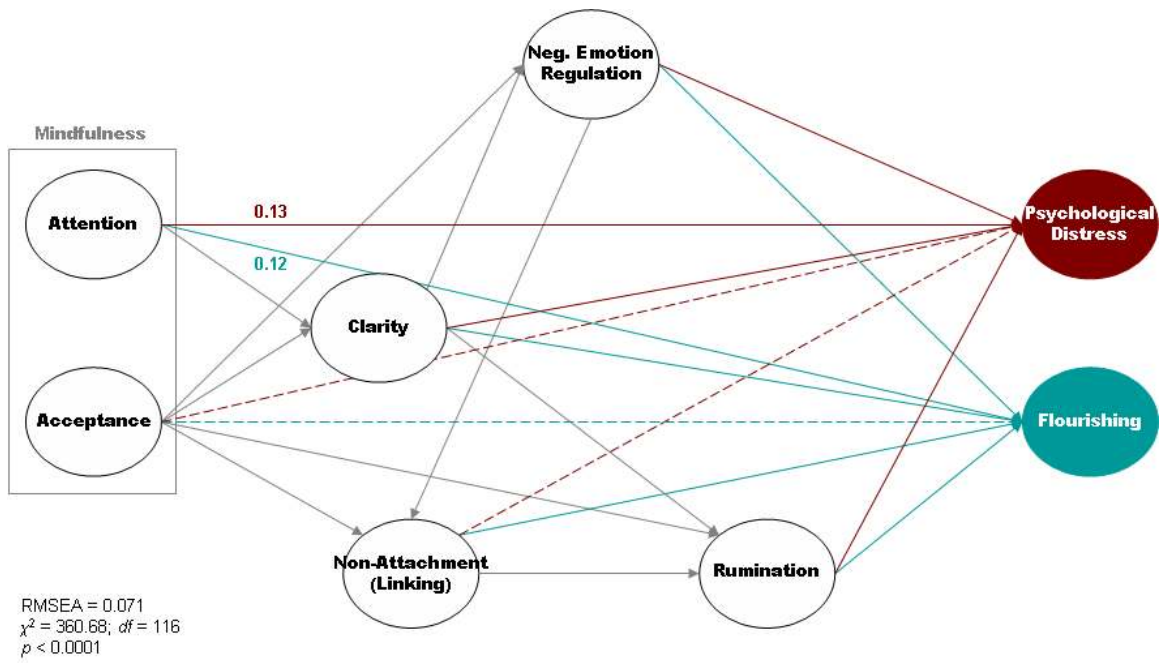 Neg. Emotion
Regulation
Mindfulness
Attention
0.13
Psychological
Distress
0.12
Clarity
Acceptance
Flourishing
Non-Attachment
(Linking)
Rumination
RMSEA = 0.071
χ² = 360.68; df = 116
p < 0.0001